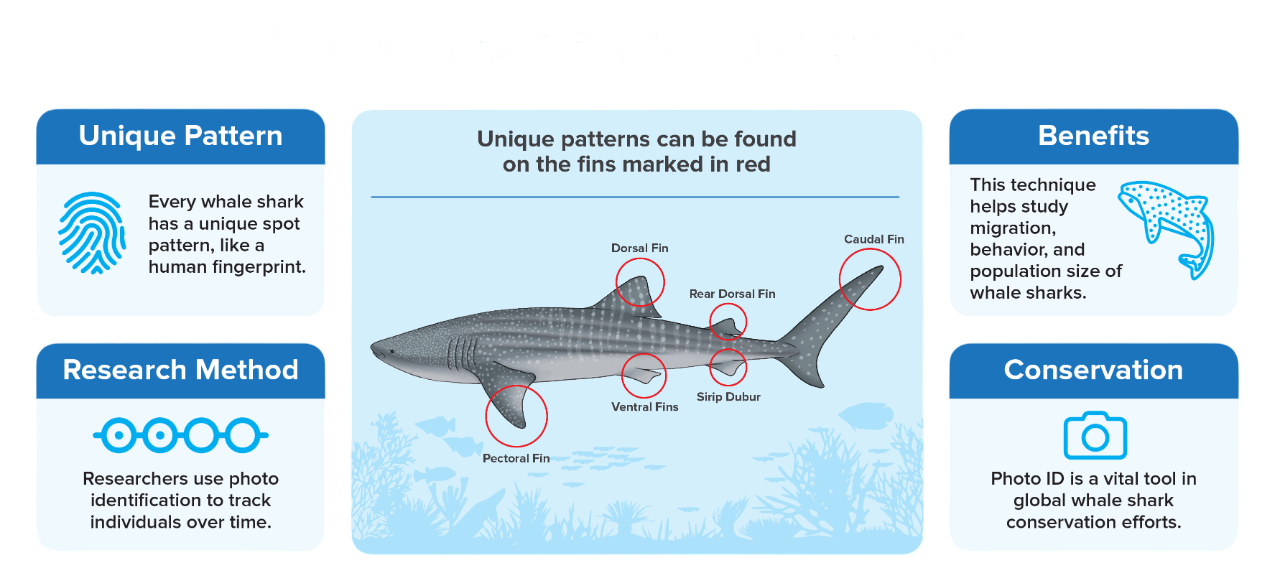 Unique Pattern
Every whale shark
has a unique spot
pattern, like a
human fingerprint.
Research Method
Researchers use photo
identification to track
individuals over time.
Unique patterns can be found
on the fins marked in red
Dorsal Fin
Caudal Fin
Rear Dorsal Fin
Ventral Fins
Sirip Dubur
Pectoral Fin
Benefits
This technique
helps study
migration,
behavior, and
population size of
whale sharks.
Conservation
Photo ID is a vital tool in
global whale shark
conservation efforts.